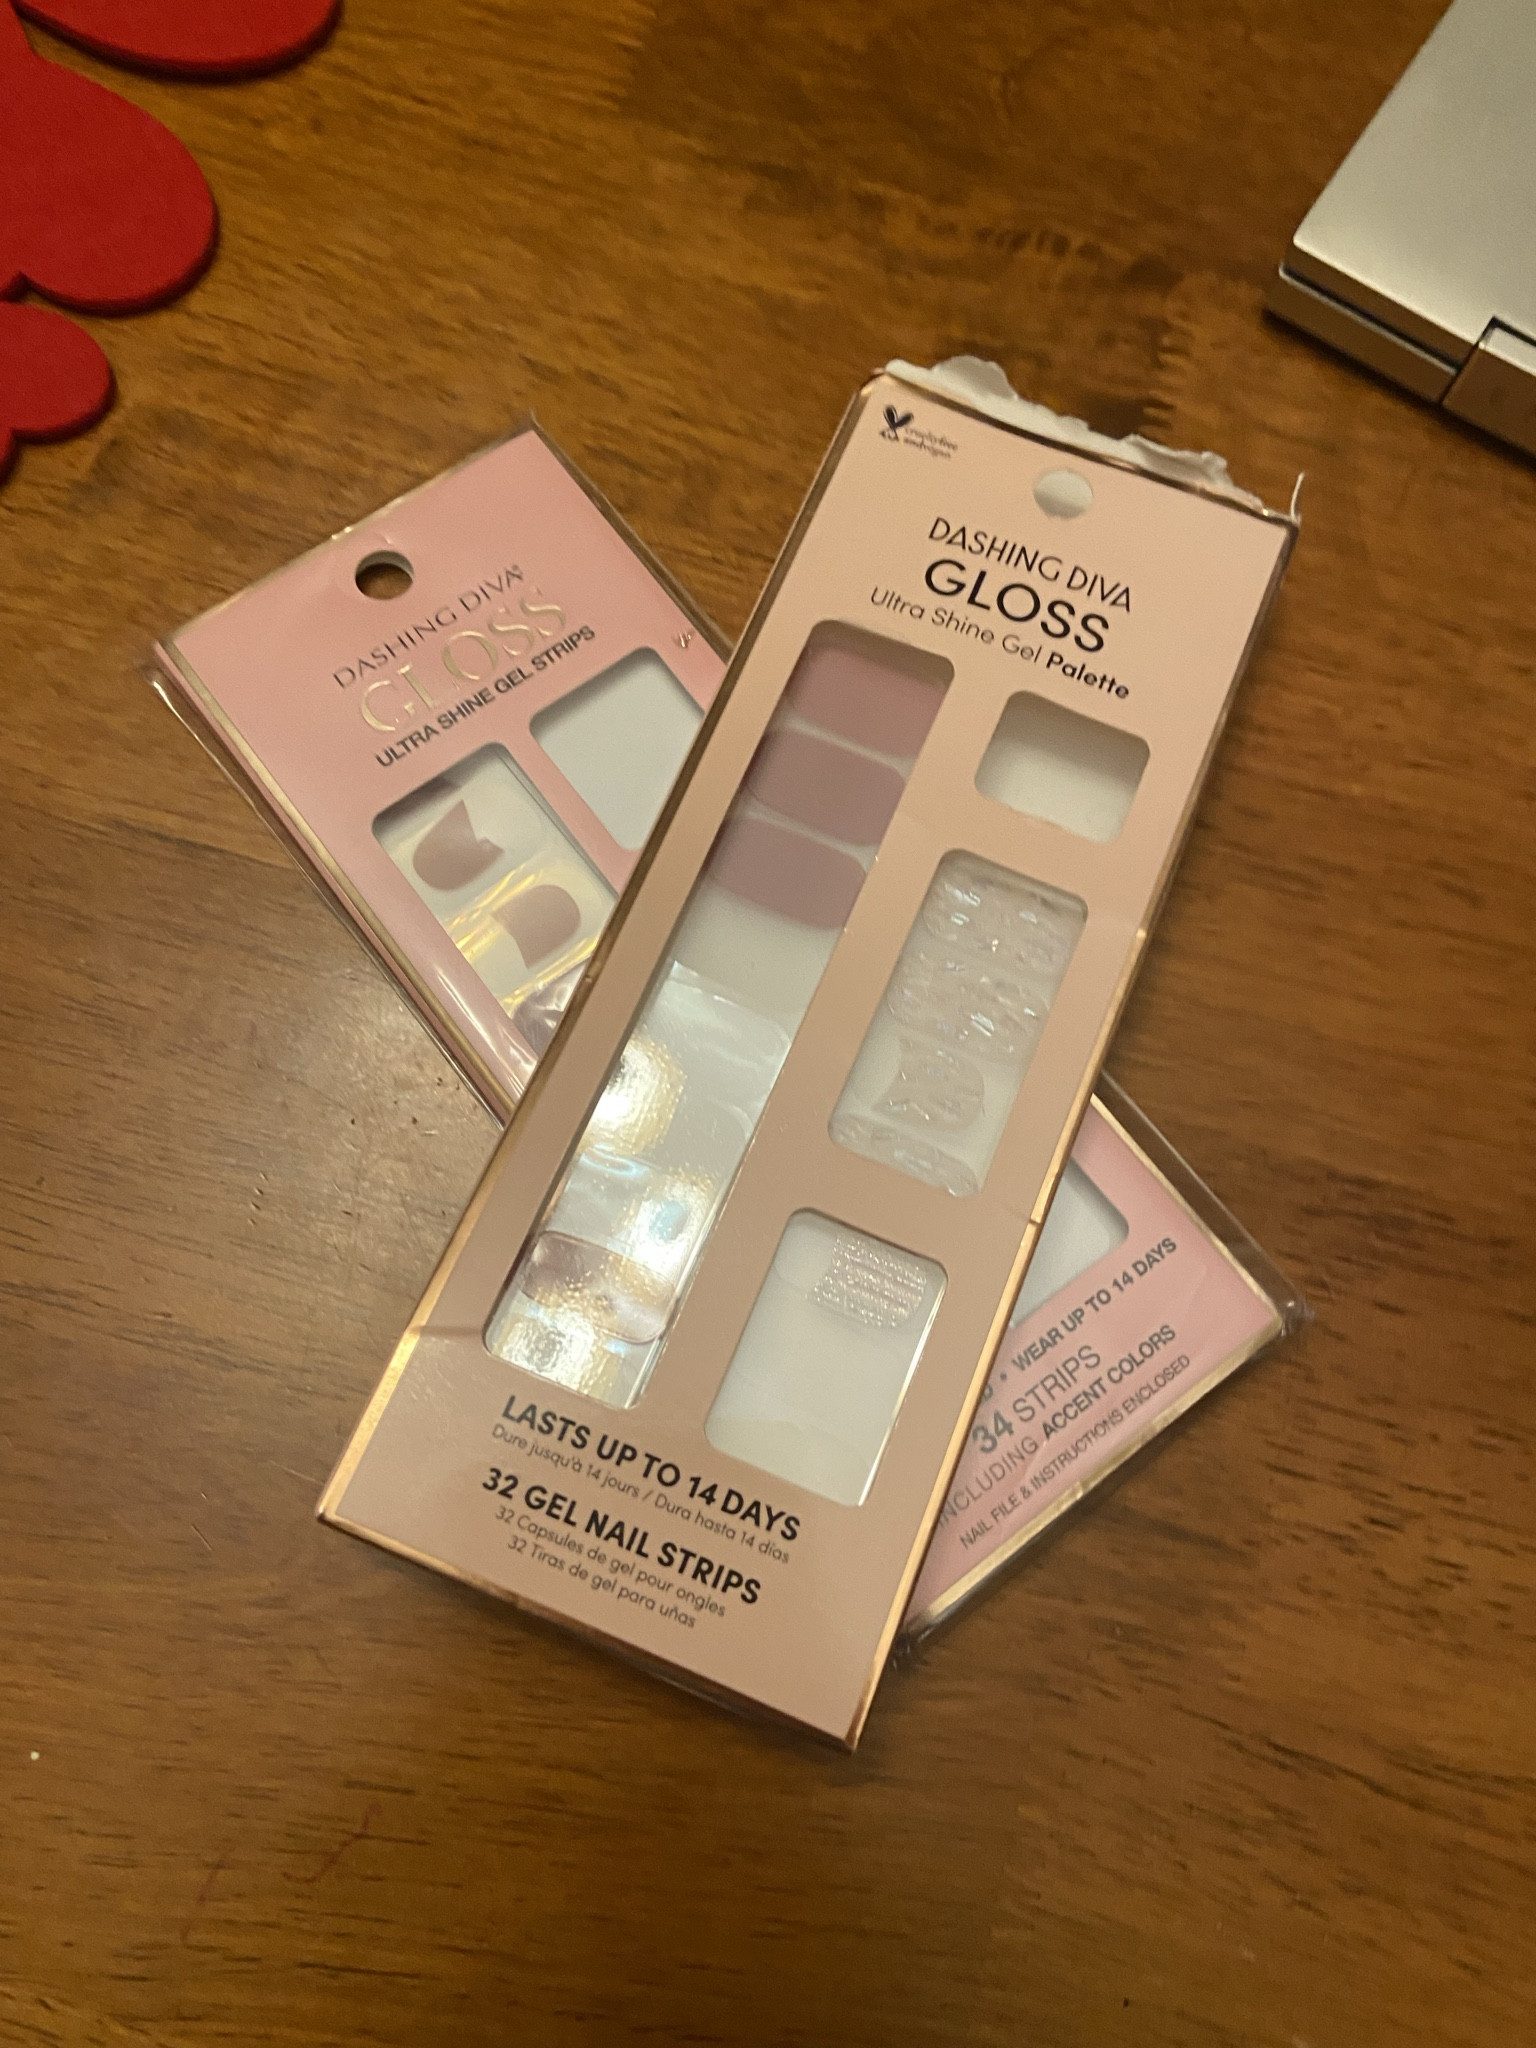 DASHING DIVA®
GLOSS
ULTRA SHINE GEL STRIPS
crueltyfree
andvegan
DASHING DIVA
GLOSS
Ultra Shine Gel Palette
LASTS UP TO 14 DAYS
Dure jusqu'à 14 jours / Dura hasta 14 días
32 GEL NAIL STRIPS
32 Capsules de gel pour ongles
32 Tiras de gel para uñas
• WEAR UP TO 14 DAYS
34 STRIPS
INCLUDING ACCENT COLORS
NAIL FILE & INSTRUCTIONS ENCLOSED